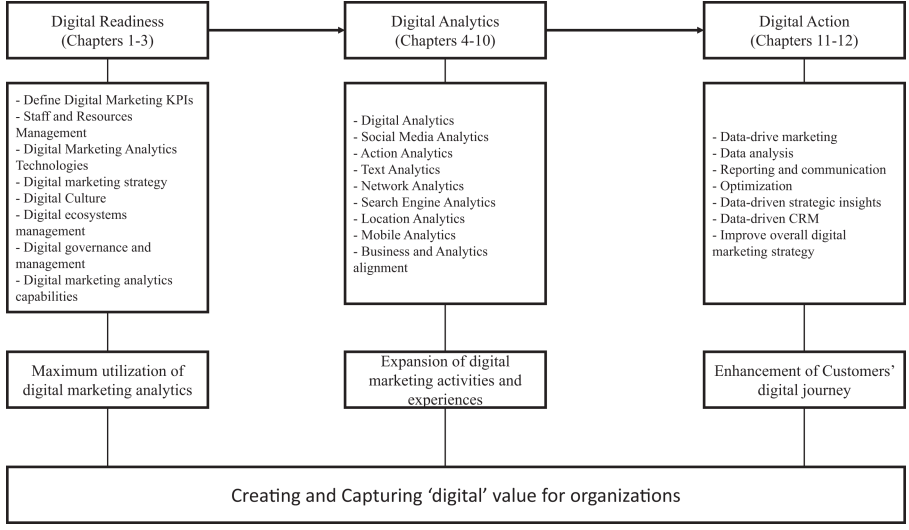 Digital Readiness
(Chapters 1-3)
Digital Analytics
(Chapters 4-10)
Digital Action
(Chapters 11-12)
- Define Digital Marketing KPIs
- Staff and Resources
Management
- Digital Marketing Analytics
Technologies
- Digital marketing strategy
- Digital Culture
- Digital ecosystems
management
- Digital governance and
management
- Digital marketing analytics
capabilities
- Digital Analytics
- Social Media Analytics
- Action Analytics
- Text Analytics
- Network Analytics
- Search Engine Analytics
- Location Analytics
- Mobile Analytics
- Business and Analytics
alignment
- Data-drive marketing
- Data analysis
- Reporting and communication
- Optimization
- Data-driven strategic insights
- Data-driven CRM
- Improve overall digital
marketing strategy
Maximum utilization of
digital marketing analytics
Expansion of digital
marketing activities and
experiences
Enhancement of Customers’
digital journey
Creating and Capturing ‘digital’ value for organizations